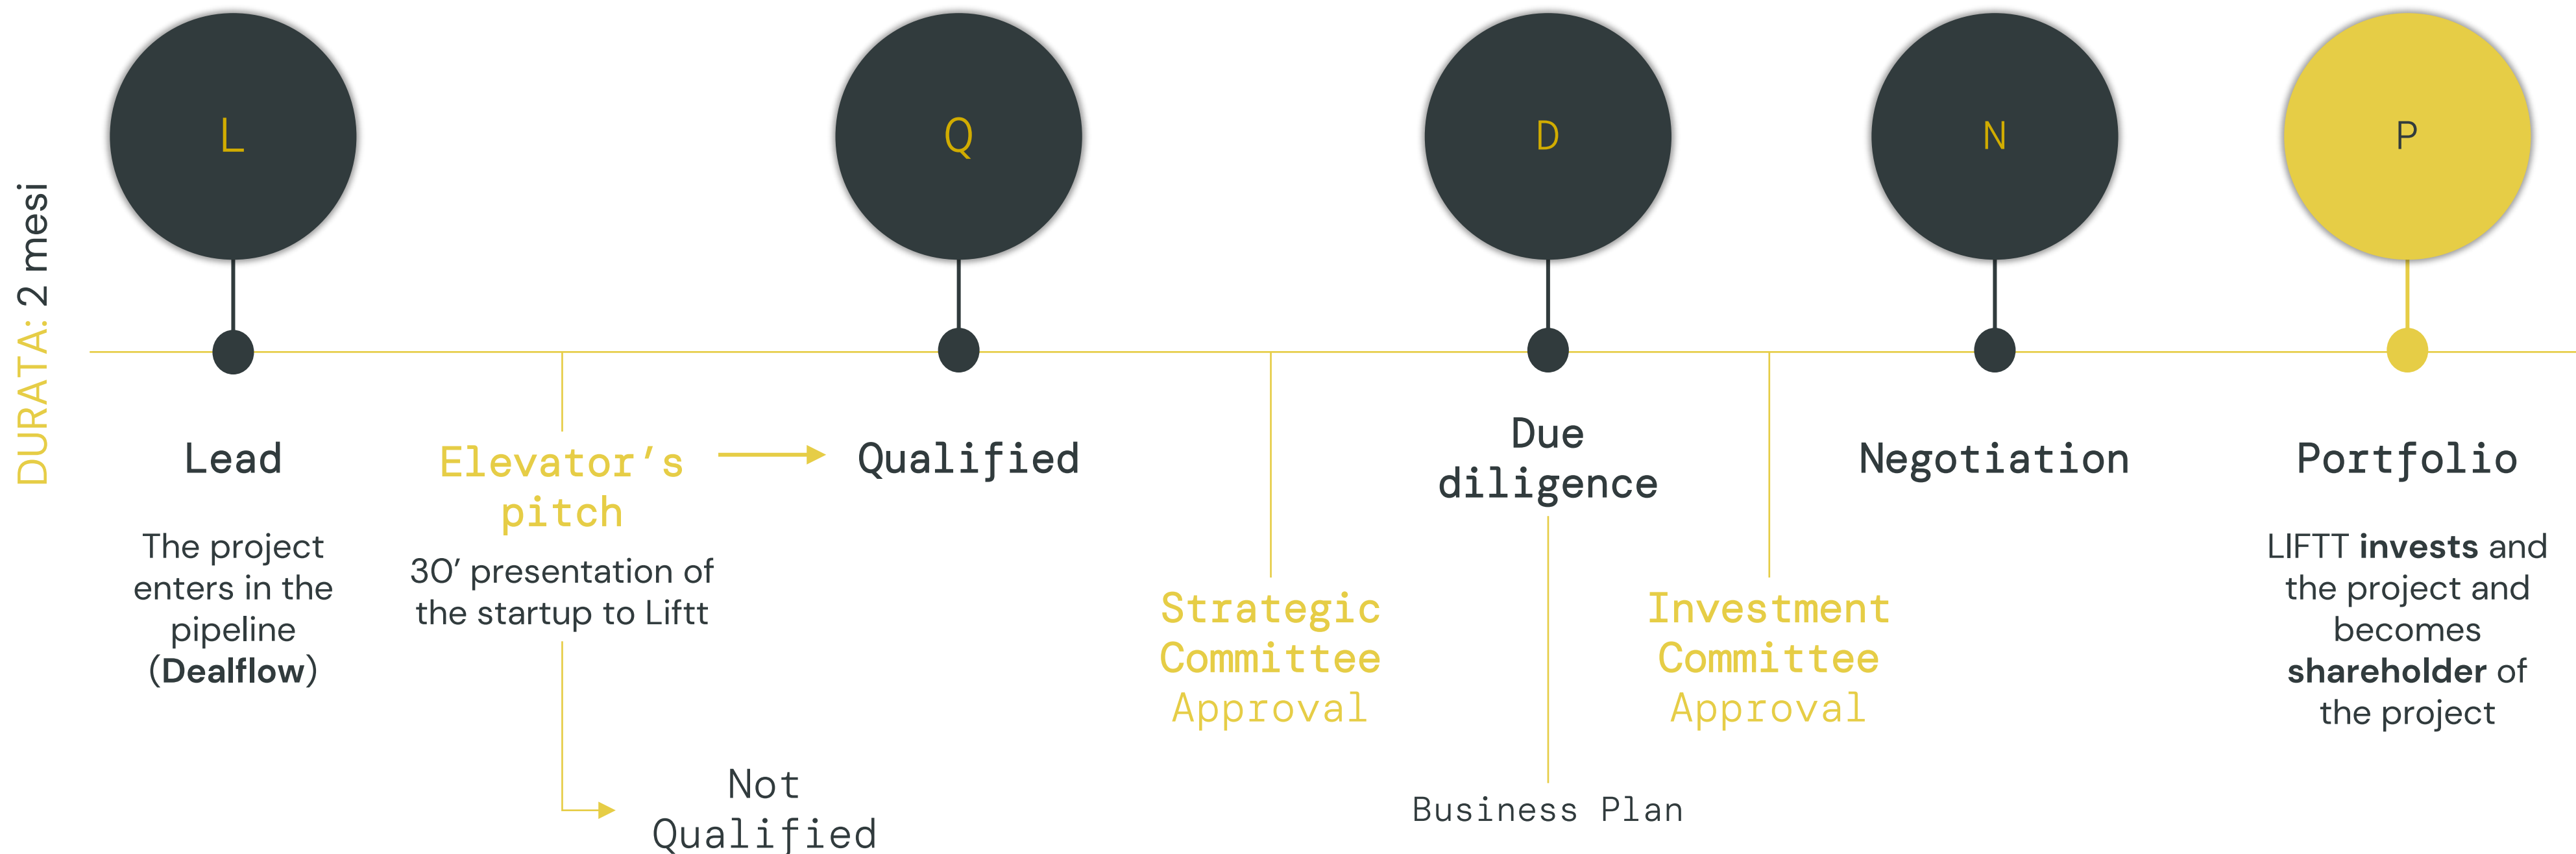 L
Q
D
N
P
DURATA: 2 mesi
Lead
The project
enters in the
pipeline
(Dealflow)
Elevator’s
pitch
30’ presentation of
the startup to Liftt
Not
Qualified
Qualified
Strategic
Committee
Approval
Due
diligence
Business Plan
Investment
Committee
Approval
Negotiation
Portfolio
LIFTT invests and
the project and
becomes
shareholder of
the project